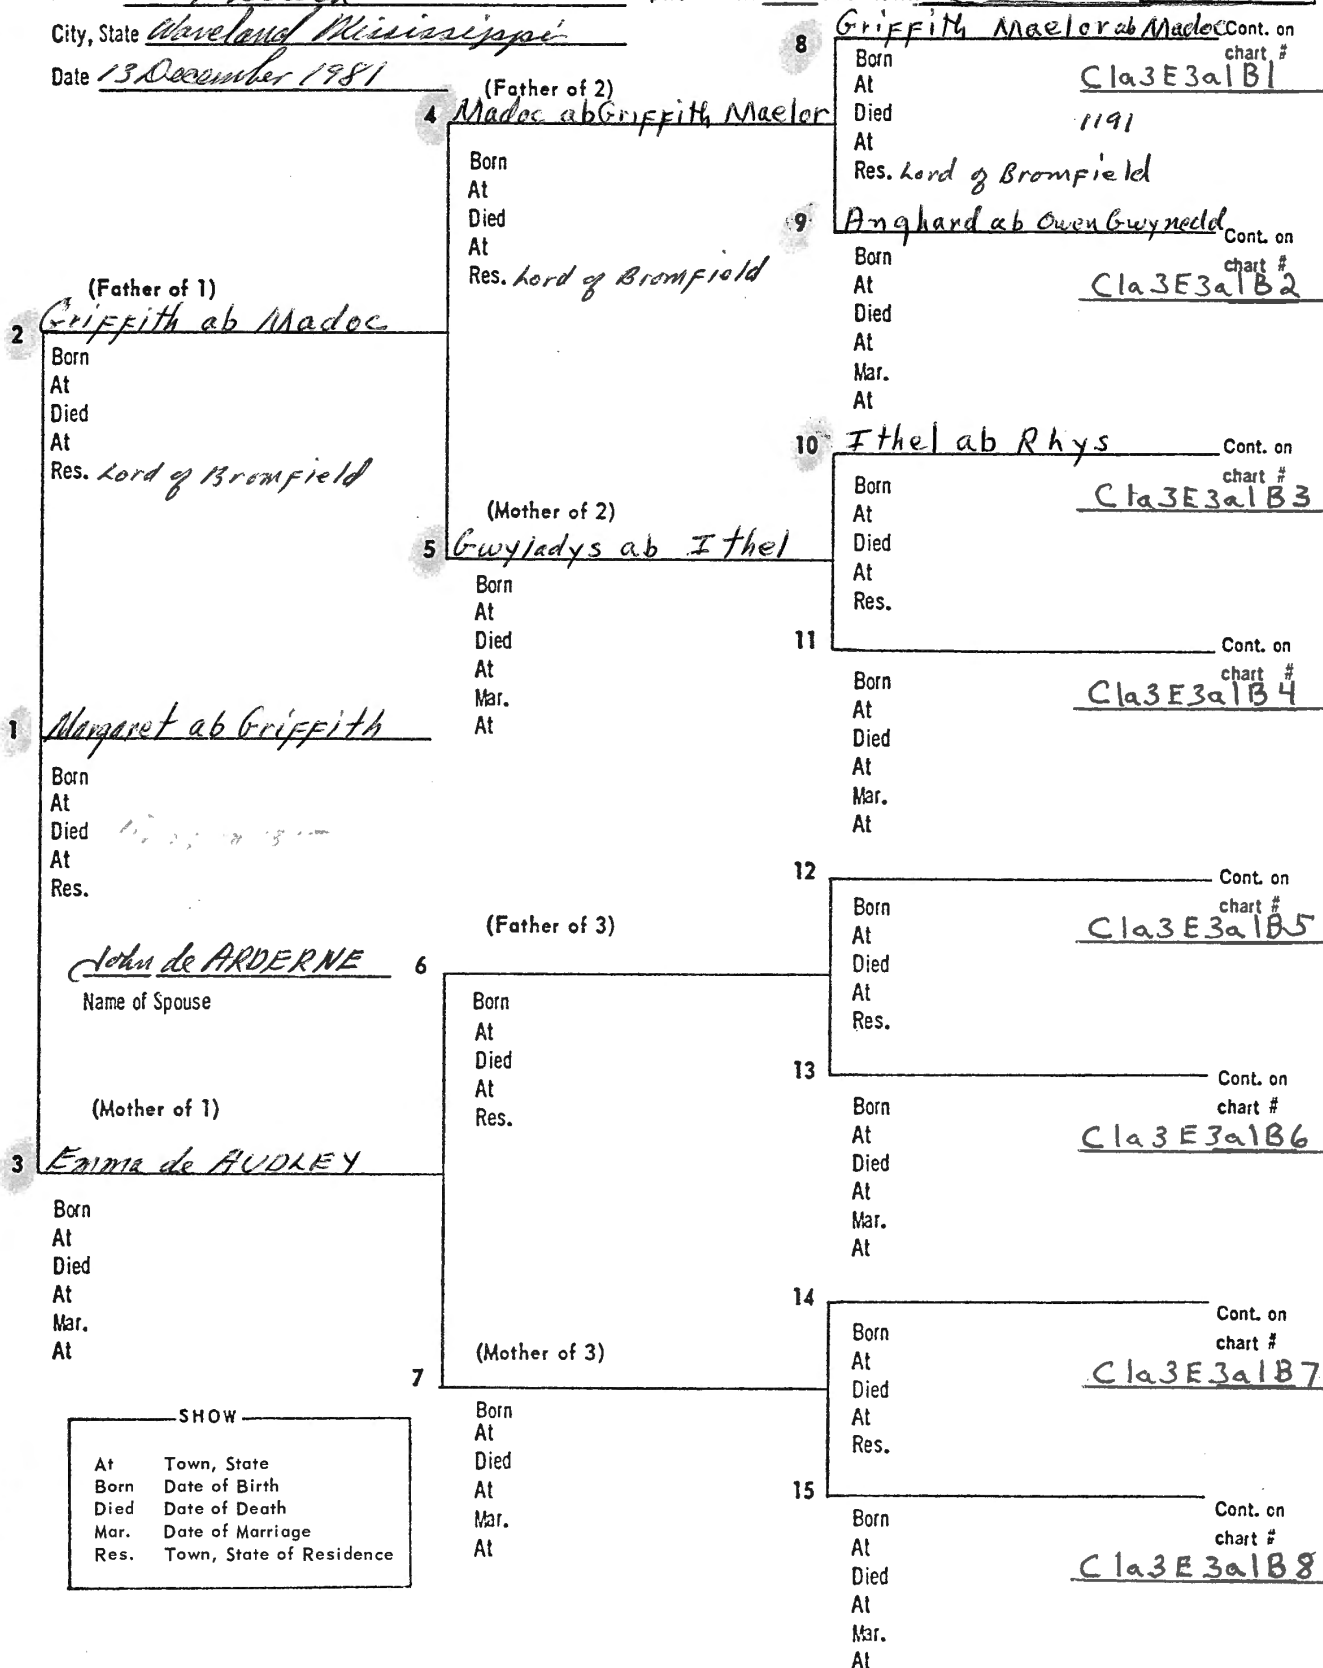 City, State Waveland Mississippi
Date 13 December 1981
8 Griffith Maelor ab Madoc Cont. on
chart #
Born
At C1a3E3a1B1
Died 1191
At
Res. Lord of Bromfield
(Father of 2)
4 Madoc ab Griffith Maelor
Born
At
Died
At
Res. Lord of Bromfield
9 Anghard ab Owen Gwynedd Cont. on
chart #
Born
At C1a3E3a1B2
Died
At
Mar.
At
(Father of 1)
2 Griffith ab Madoc
Born
At
Died
At
Res. Lord of Bromfield
10 Ithel ab Rhys Cont. on
chart #
Born C1a3E3a1B3
At
Died
At
Res.
(Mother of 2)
5 Gwyladys ab Ithel
Born
At
Died
At
Mar.
At
11 Cont. on
chart #
Born C1a3E3a1B4
At
Died
At
Mar.
At
1 Margaret ab Griffith
Born
At
Died
At
Res.
John de ARDERNE
Name of Spouse
12 Cont. on
chart #
Born
At C1a3E3a1B5
Died
At
Res.
(Father of 3)
6
Born
At
Died
At
Res.
13 Cont. on
chart #
Born
At C1a3E3a1B6
Died
At
Mar.
At
(Mother of 1)
3 Emma de AUDLEY
Born
At
Died
At
Mar.
At
14 Cont. on
chart #
Born
At C1a3E3a1B7
Died
At
Res.
(Mother of 3)
7
Born
At
Died
At
Mar.
At
15 Cont. on
chart #
Born
At C1a3E3a1B8
Died
At
Mar.
At
SHOW
At Town, State
Born Date of Birth
Died Date of Death
Mar. Date of Marriage
Res. Town, State of Residence